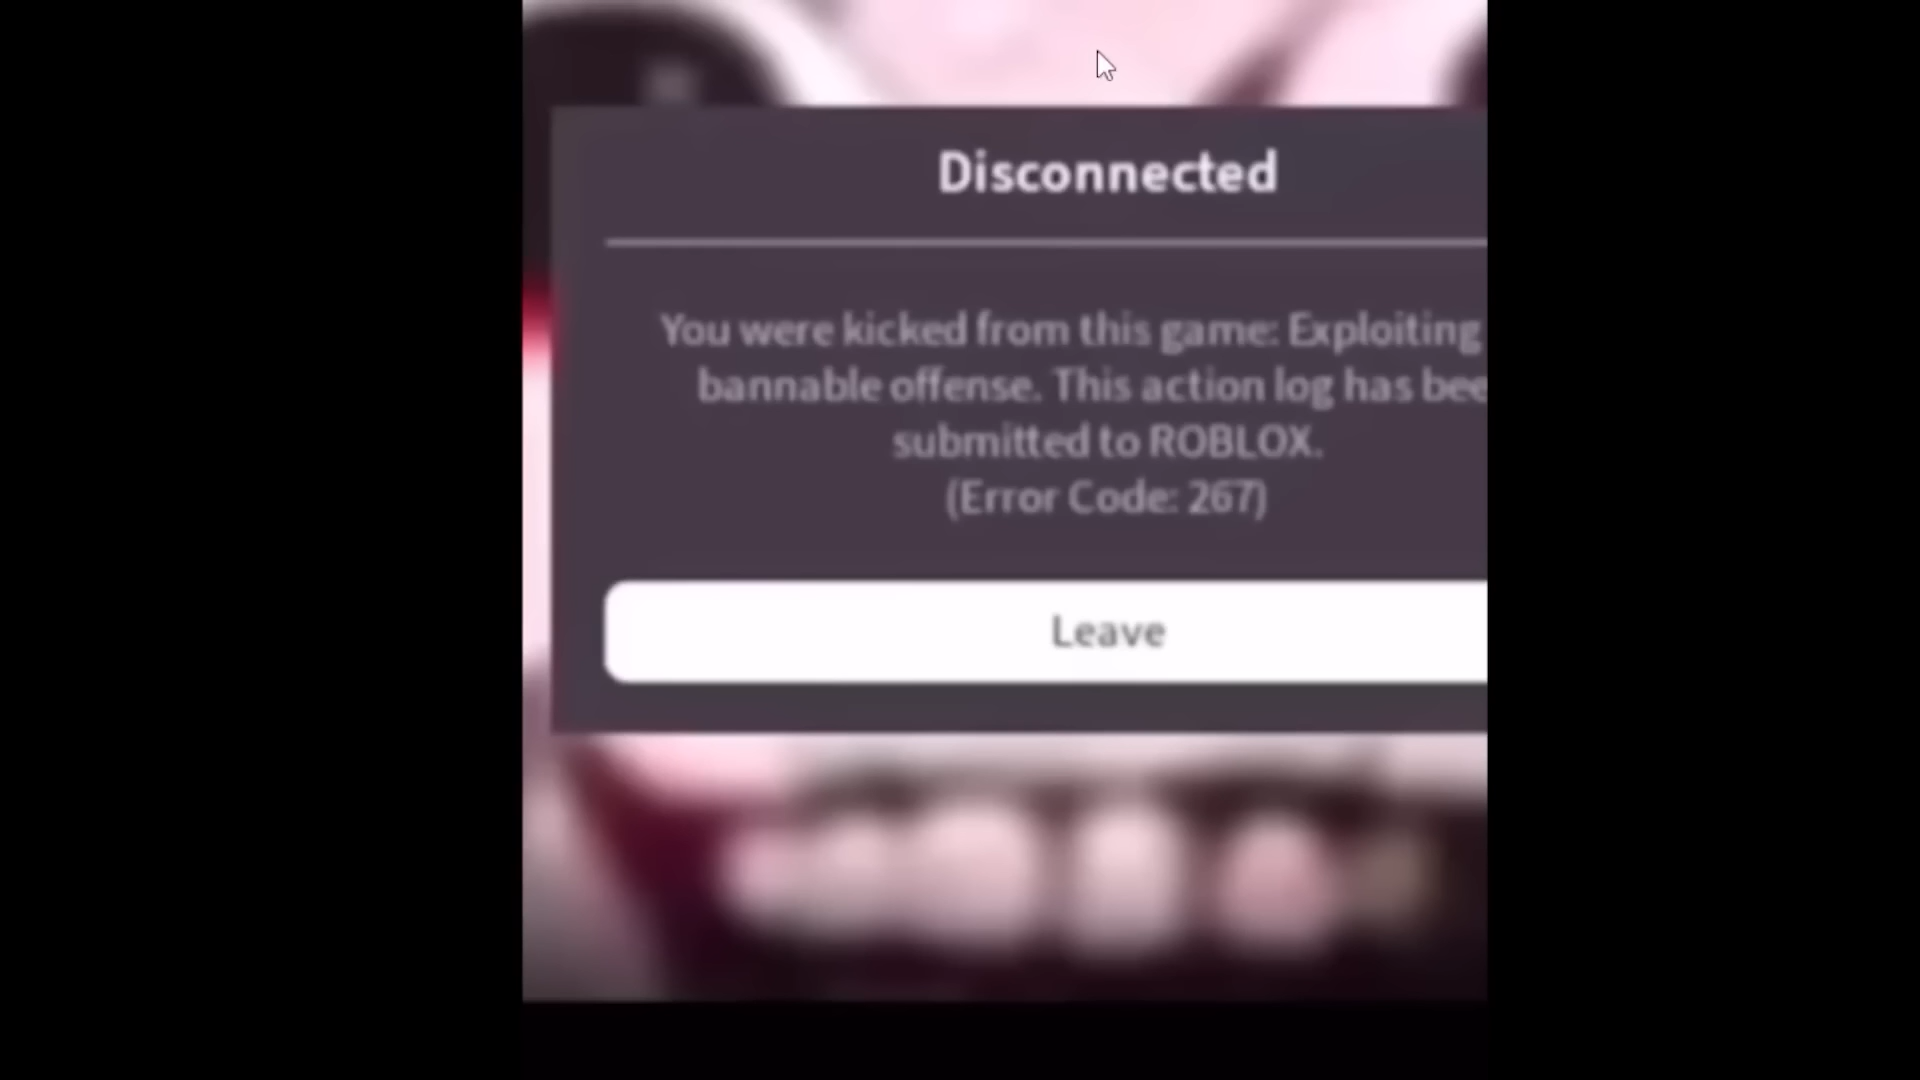 Disconnected
You were kicked from this game: Exploiting
bannable offense. This action log has bee
submitted to ROBLOX.
(Error Code: 267)
Leave